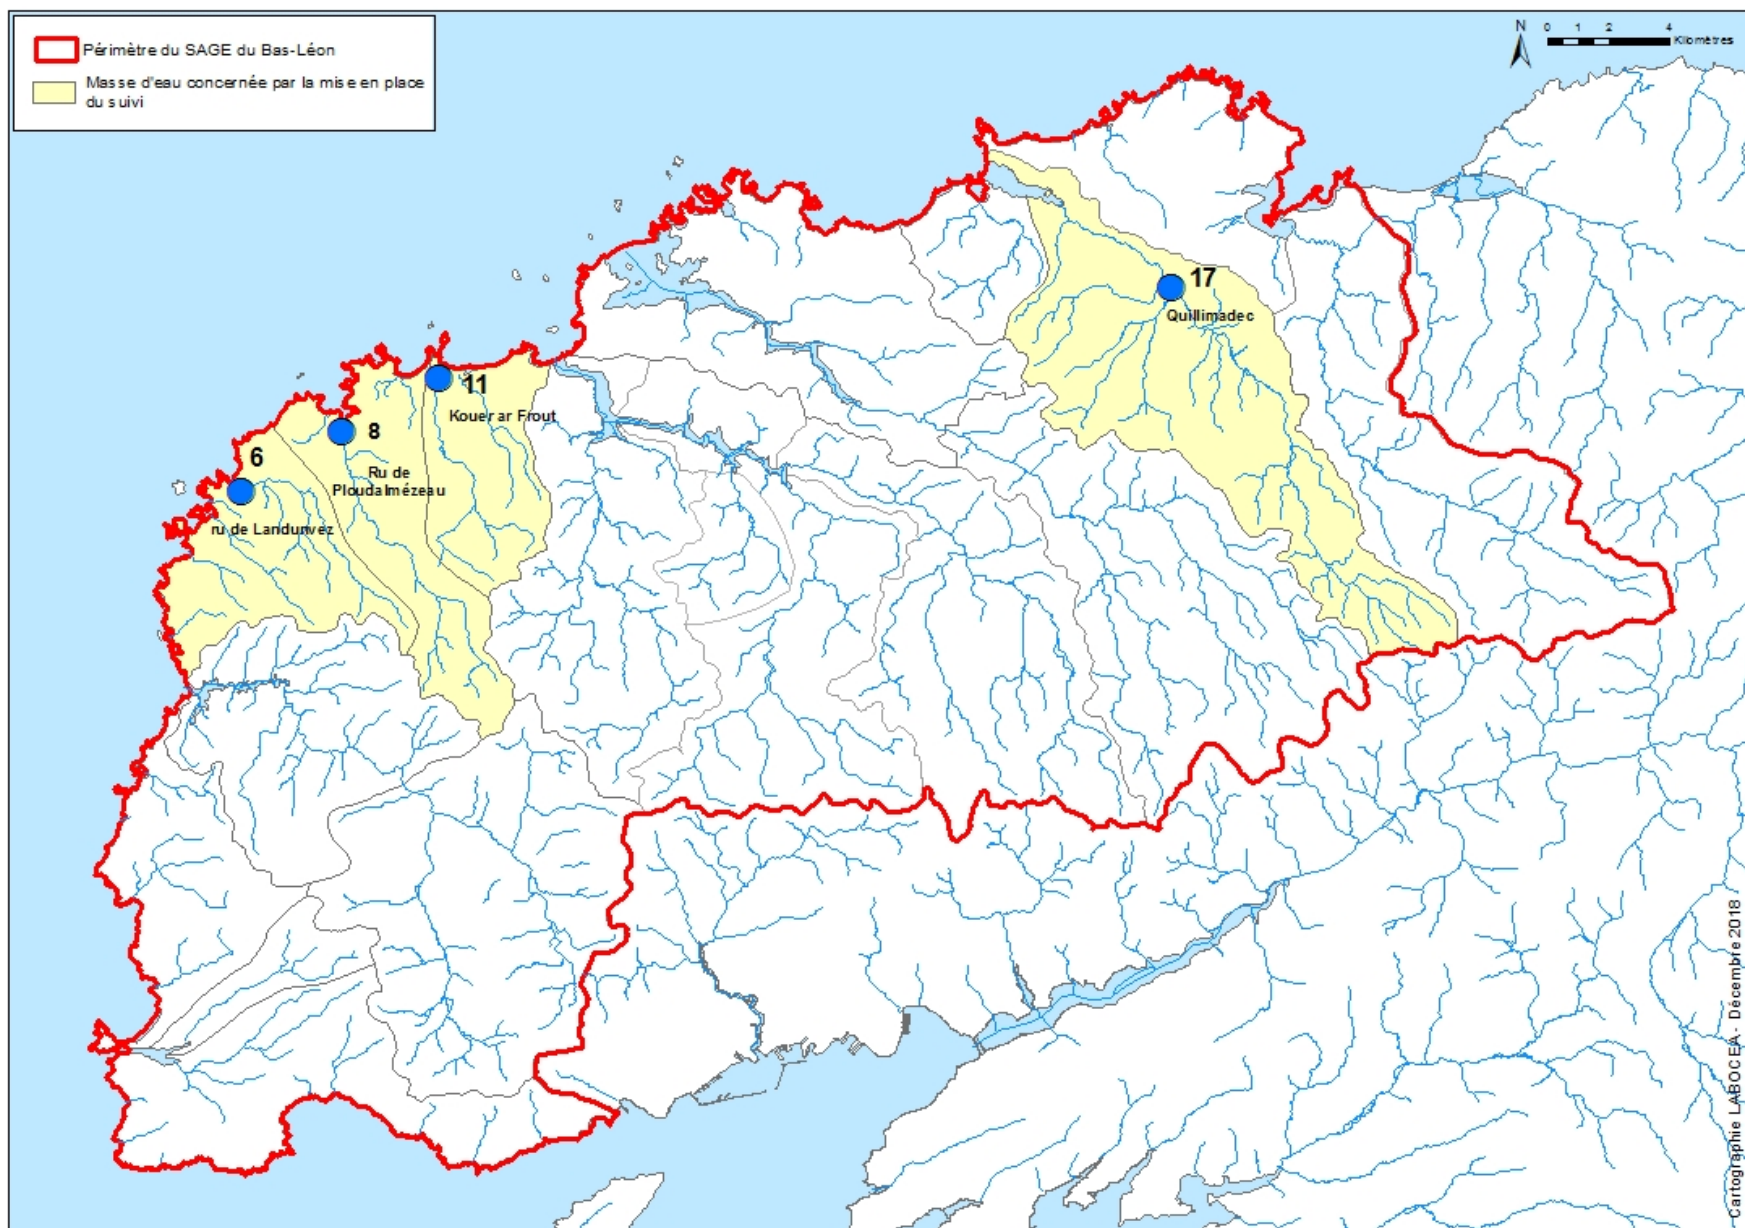 Périmètre du SAGE du Bas-Léon
Masse d'eau concernée par la mise en place
du suivi
N
0 1 2 4
Kilomètres
17
Quillimadec
11
Kouer ar Frout
8
Ru de
Ploudalmézeau
6
ru de Landunvez
Cartographie LABOCEA - Décembre 2018